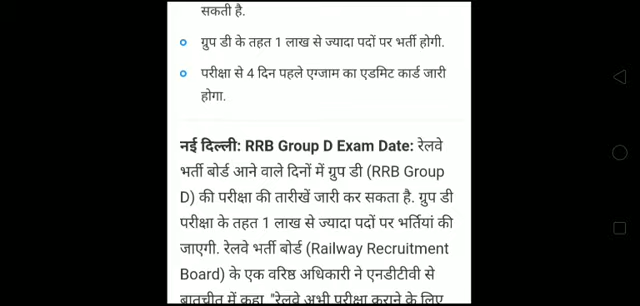 सकती है.
ग्रुप डी के तहत 1 लाख से ज्यादा पदों पर भर्ती होगी.
परीक्षा से 4 दिन पहले एग्जाम का एडमिट कार्ड जारी
होगा.
नई दिल्ली: RRB Group D Exam Date: रेलवे
भर्ती बोर्ड आने वाले दिनों में ग्रुप डी (RRB Group
D) की परीक्षा की तारीखें जारी कर सकता है. ग्रुप डी
परीक्षा के तहत 1 लाख से ज्यादा पदों पर भर्तियां की
जाएगी. रेलवे भर्ती बोर्ड (Railway Recruitment
Board) के एक वरिष्ठ अधिकारी ने एनडीटीवी से
बातचीत में कहा, "रेलवे अभी परीक्षा कराने के लिए